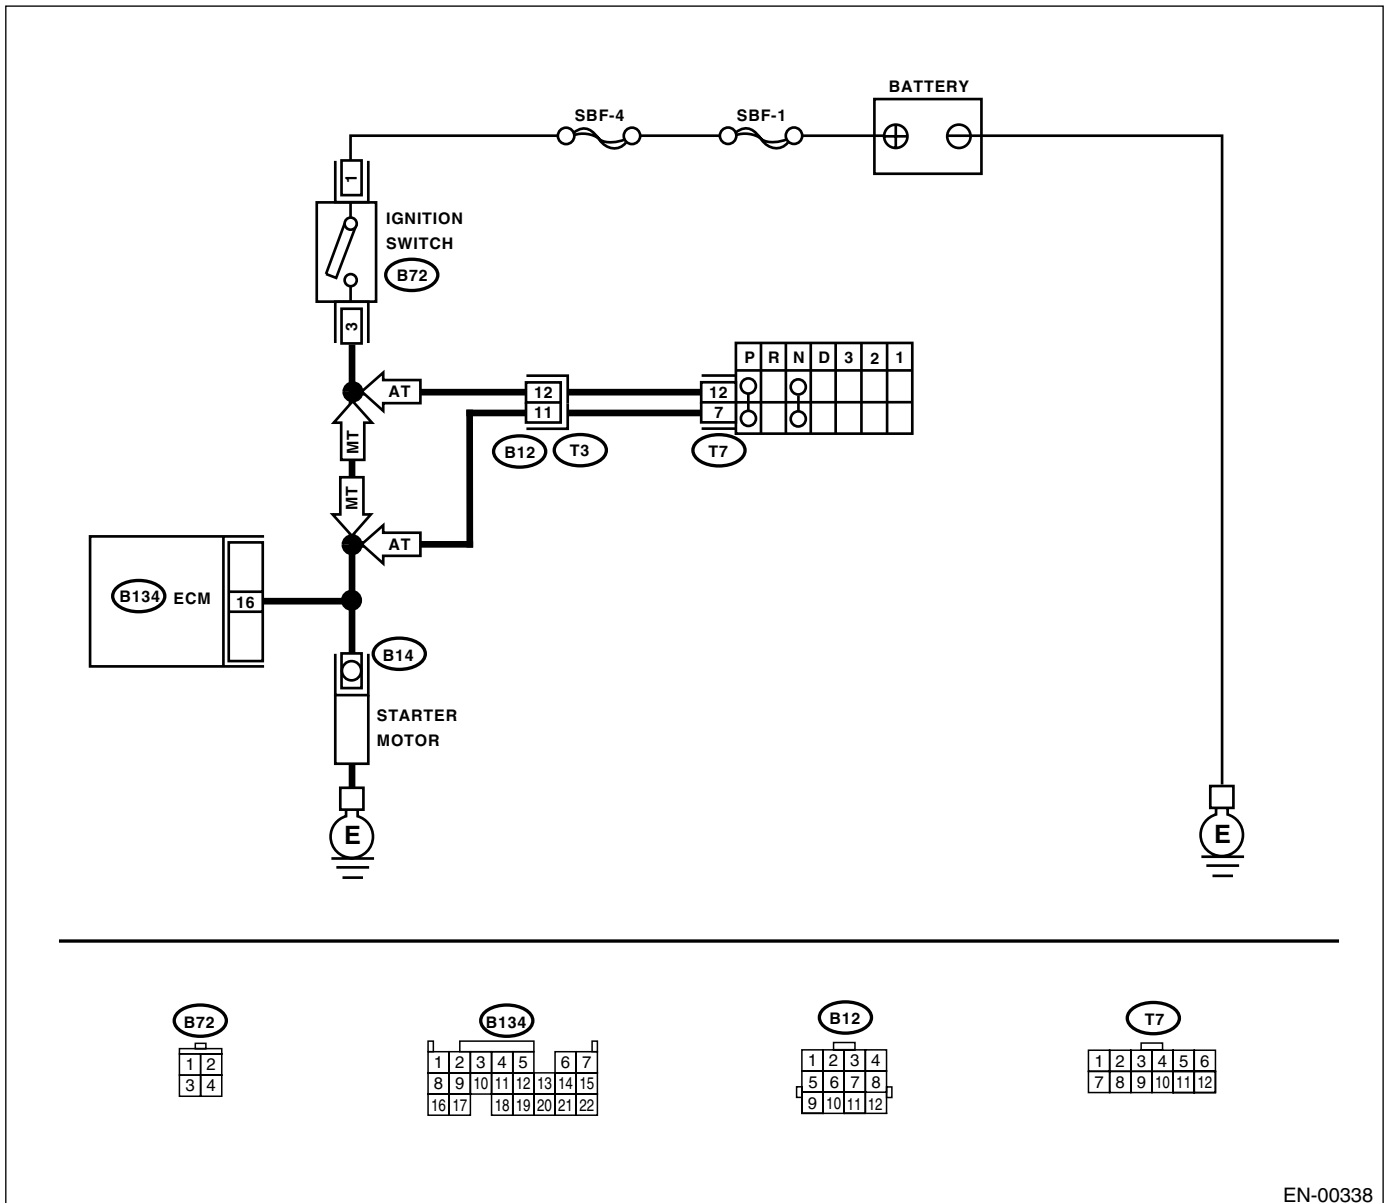 BATTERY
SBF-4
SBF-1
1
IGNITION
SWITCH
B72
3
P R N D 3 2 1
AT
12
12
11
7
B12
T3
T7
MT
MT
AT
B134
ECM
16
B14
STARTER
MOTOR
E
E
B72
1 2
3 4
B134
1 2 3 4 5 6 7
8 9 10 11 12 13 14 15
16 17 18 19 20 21 22
B12
1 2 3 4
5 6 7 8
9 10 11 12
T7
1 2 3 4 5 6
7 8 9 10 11 12
EN-00338